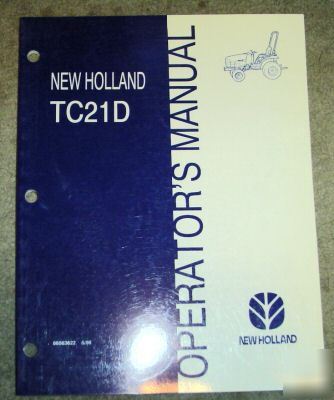 NEW HOLLAND
TC21D
OPERATOR'S MANUAL
NEW HOLLAND